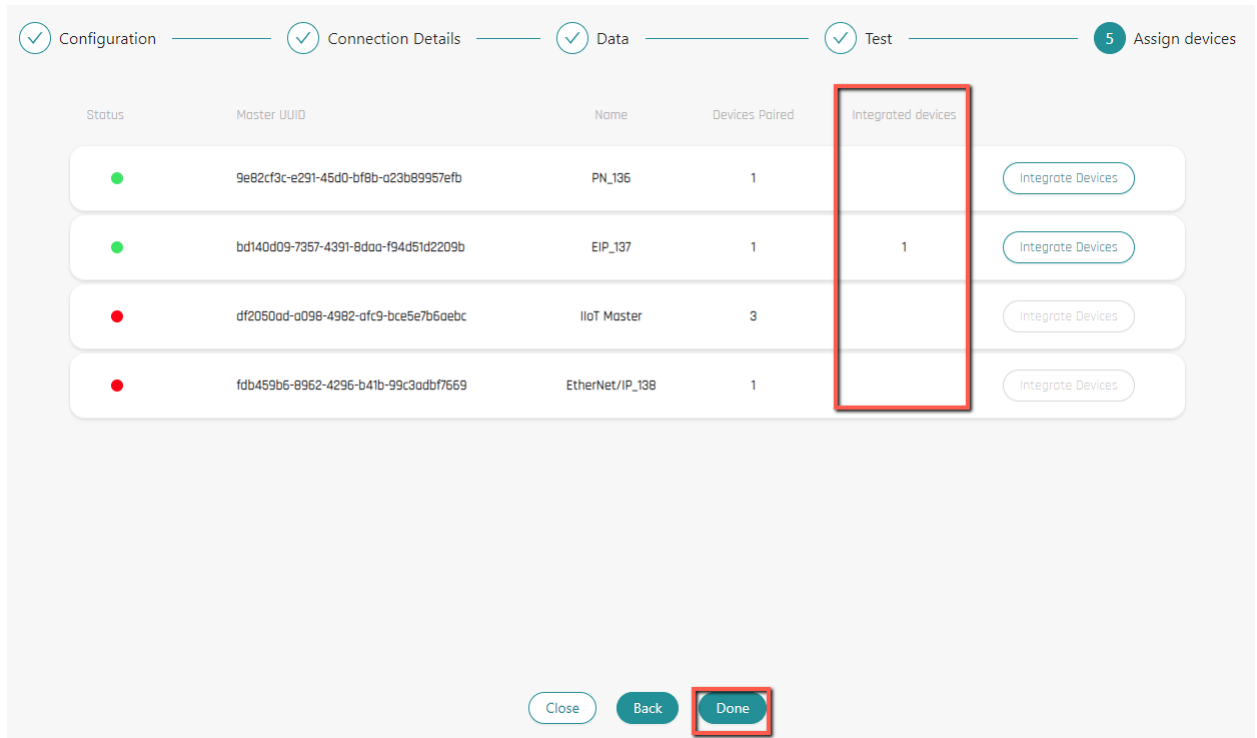 Configuration Connection Details Data Test 5 Assign devices
Status Master UUID Name Devices Paired Integrated devices
9e82cf3c-e291-45d0-bf8b-a23b89957efb PN_136 1 Integrate Devices
bd140d09-7357-4391-8daa-f94d51d2209b EIP_137 1 1 Integrate Devices
df2050ad-a098-4982-afc9-bce5e7b6aebc IIoT Master 3 Integrate Devices
fdb459b6-8962-4296-b41b-99c3adbf7669 EtherNet/IP_138 1 Integrate Devices
Close Back Done